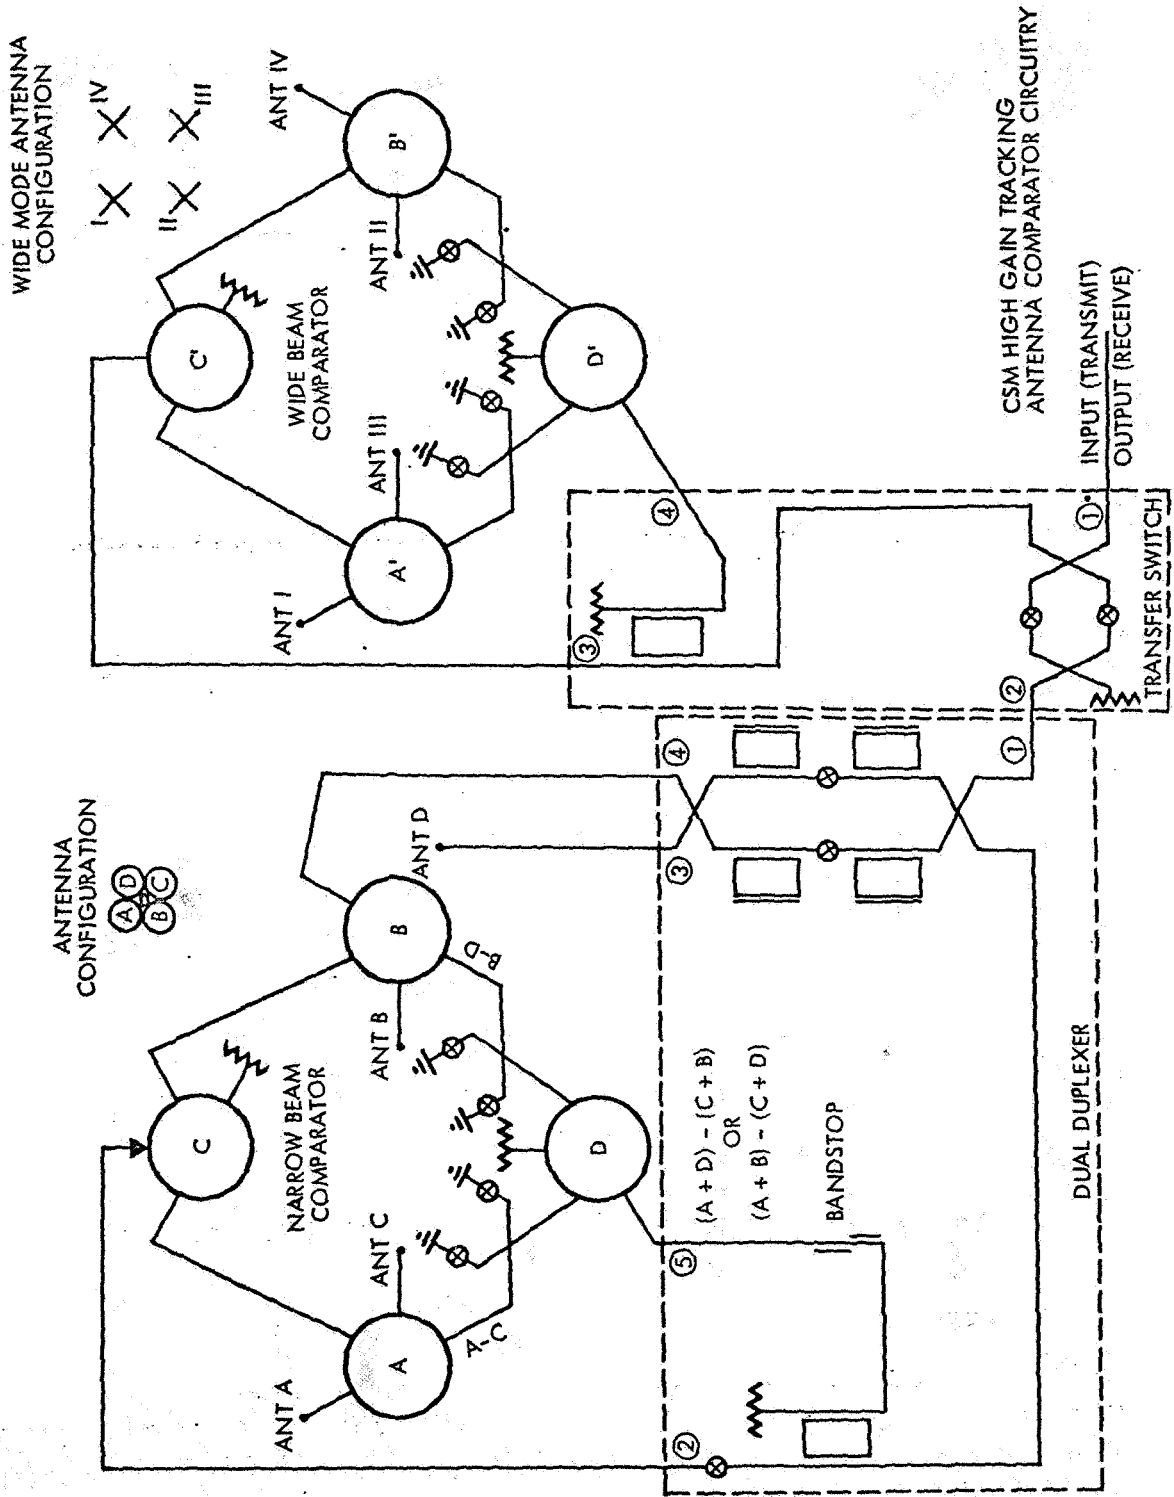 ANTENNA
CONFIGURATION
A
D
B
C
WIDE MODE ANTENNA
CONFIGURATION
I
IV
II
III
ANT A
A
ANT C
A-C
C
NARROW BEAM
COMPARATOR
ANT B
B
B-D
ANT D
D
ANT I
A'
ANT III
C'
WIDE BEAM
COMPARATOR
ANT II
B'
ANT IV
D'
2
5
3
4
(A + D) - (C + B)
OR
(A + B) - (C + D)
BANDSTOP
1
DUAL DUPLEXER
3
4
2
1
TRANSFER SWITCH
INPUT (TRANSMIT)
OUTPUT (RECEIVE)
CSM HIGH GAIN TRACKING
ANTENNA COMPARATOR CIRCUITRY